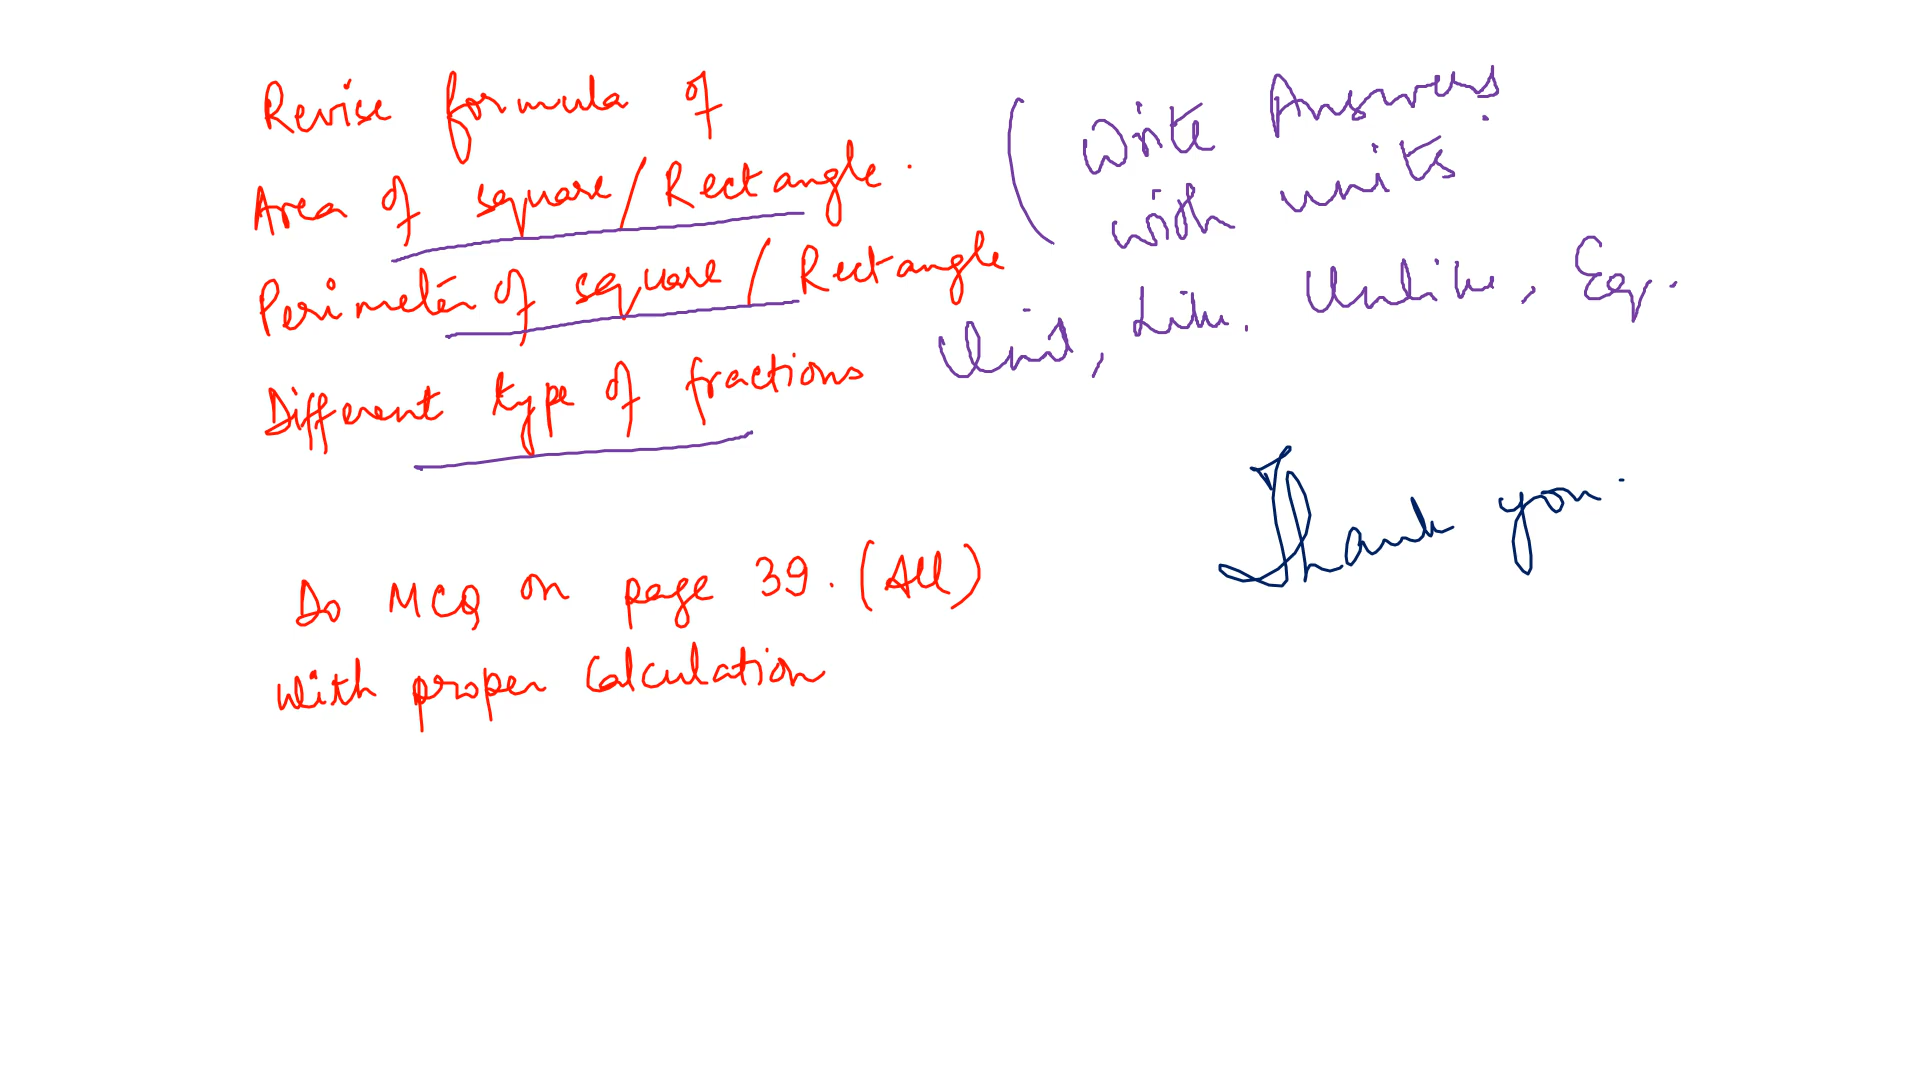 Revise formula of
Area of square/Rectangle.
(Write Answers
with units.
Perimeter of square/Rectangle
Different type of fractions
Unit, Like. Unlike, Eq.
Thank you.
Do MCQ on page 39. (All)
with proper calculation